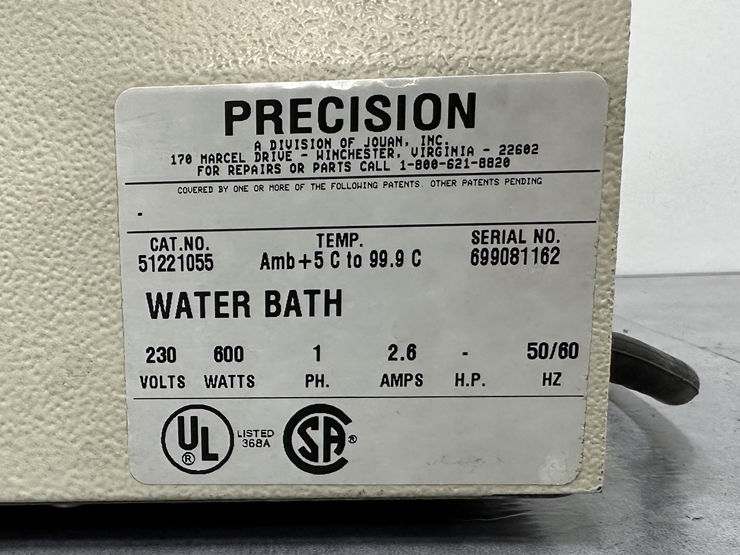 PRECISION
A DIVISION OF JOUAN, INC.
170 MARCEL DRIVE - WINCHESTER, VIRGINIA - 22602
FOR REPAIRS OR PARTS CALL 1-800-621-8820
COVERED BY ONE OR MORE OF THE FOLLOWING PATENTS. OTHER PATENTS PENDING
-
CAT.NO. TEMP. SERIAL NO.
51221055 Amb+5 C to 99.9 C 699081162
WATER BATH
230 600 1 2.6 - 50/60
VOLTS WATTS PH. AMPS H.P. HZ
UL ® LISTED 368A SA ®